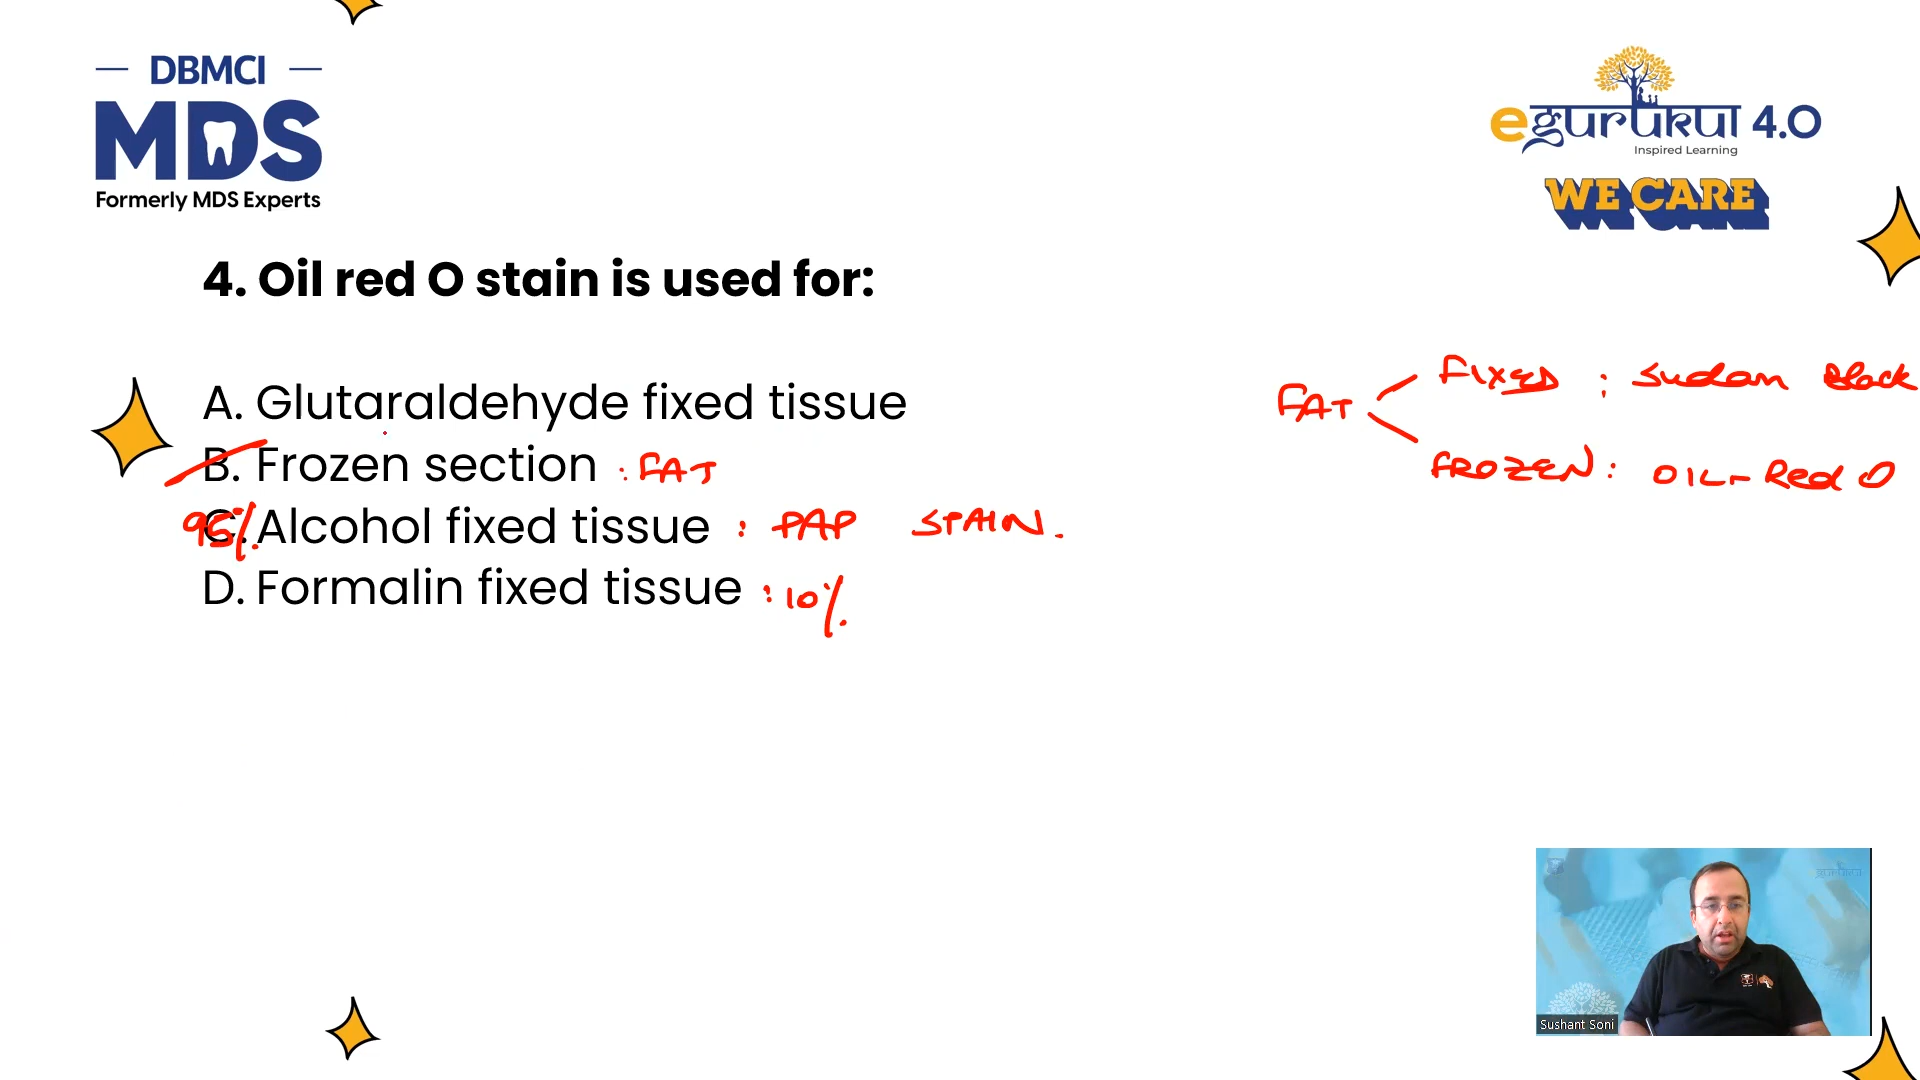 DBMCI
MDS
Formerly MDS Experts
egurukul 4.0
Inspired Learning
WE CARE
4. Oil red O stain is used for:
A. Glutaraldehyde fixed tissue
B. Frozen section : FAT
95% C. Alcohol fixed tissue : PAP STAIN.
D. Formalin fixed tissue : 10%
FAT
FIXED : Sudan Black
FROZEN : OIL-Red O
egurukul
Sushant Soni